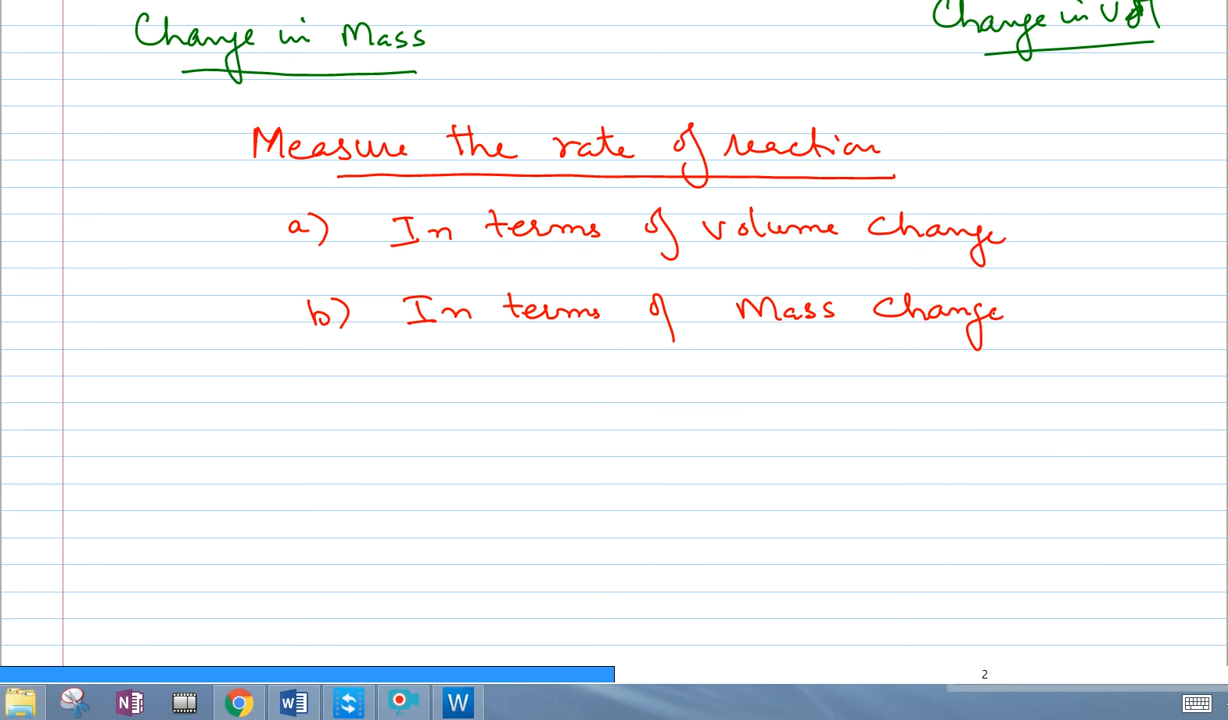 Change in Mass
Change in Vol
Measure the rate of reaction
a) In terms of volume change
b) In terms of Mass change
2